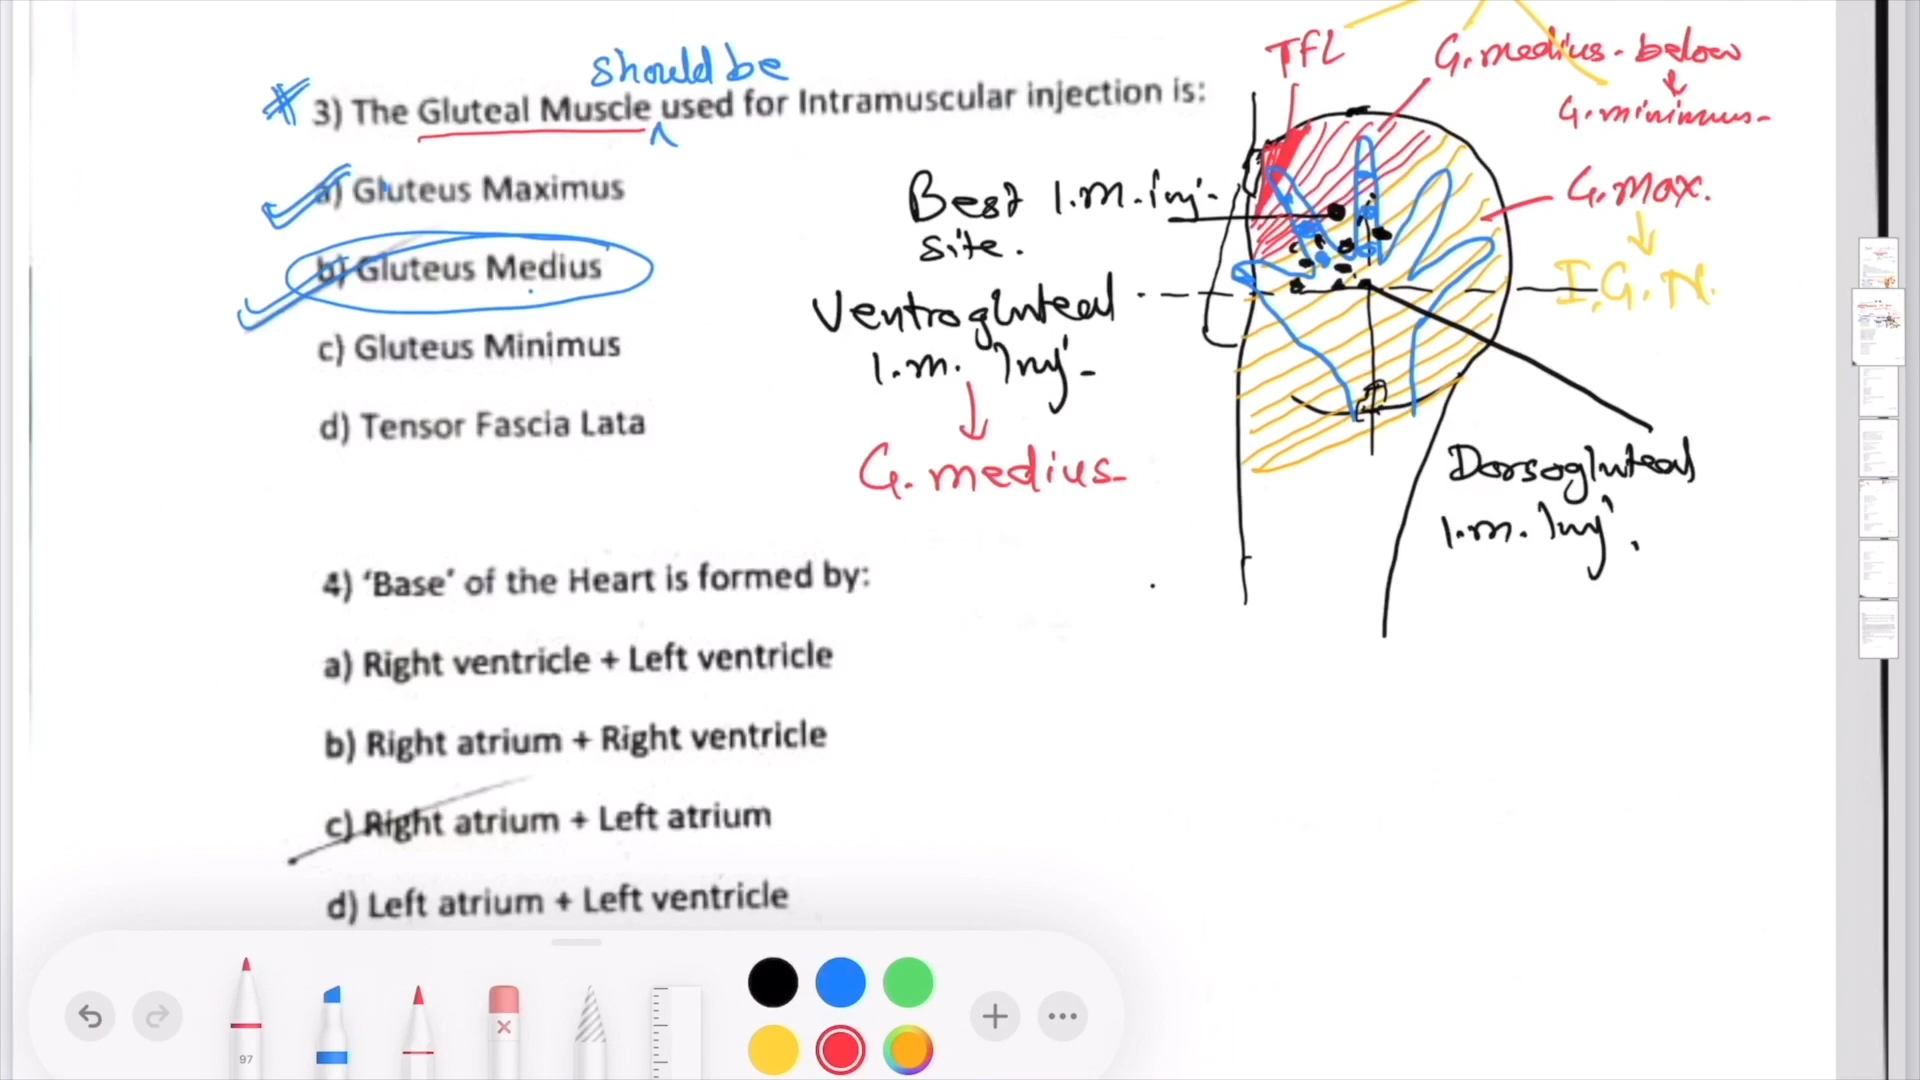 should be
3) The Gluteal Muscle ^ used for Intramuscular injection is:
a) Gluteus Maximus
b) Gluteus Medius
c) Gluteus Minimus
d) Tensor Fascia Lata
TFL
G. medius - below
G. minimus -
Best I.m. inj -
site.
G. max.
I. G. N.
Ventrogluteal
I.m. Inj -
G. medius -
Dorsogluteal
I.m. Inj.
4) ‘Base’ of the Heart is formed by:
a) Right ventricle + Left ventricle
b) Right atrium + Right ventricle
c) Right atrium + Left atrium
d) Left atrium + Left ventricle
97